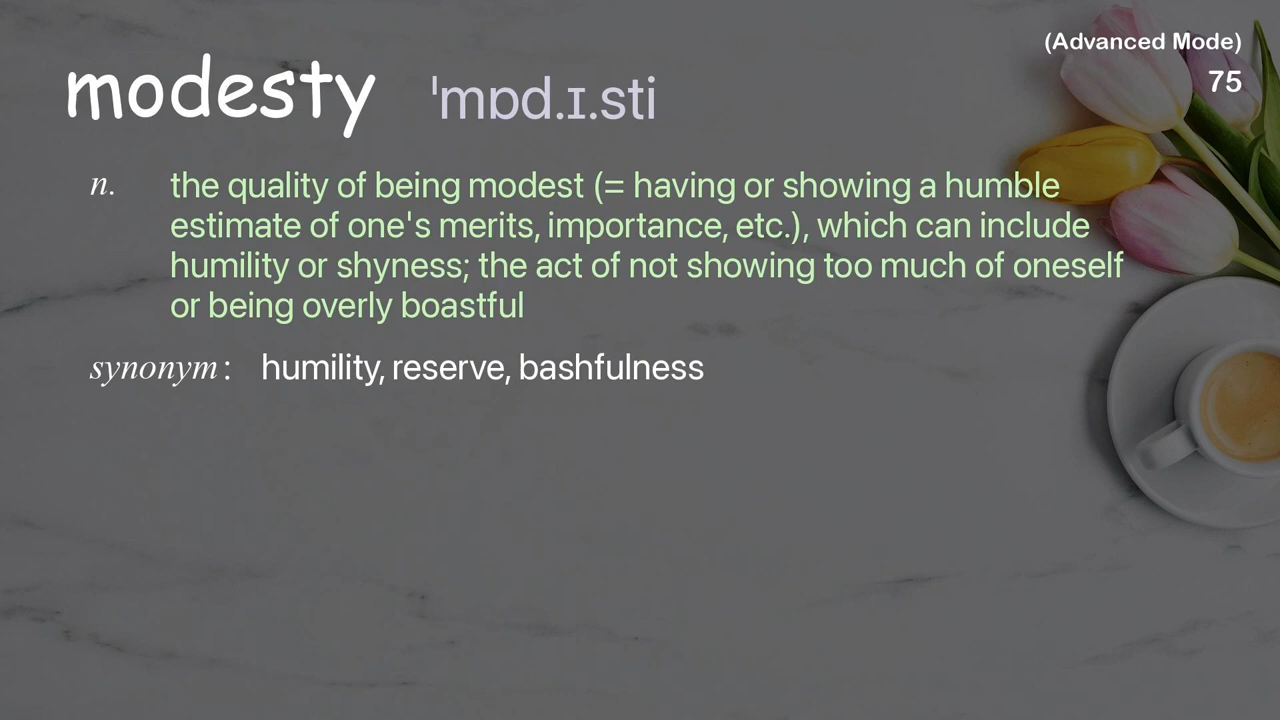 (Advanced Mode)
75
modesty ˈmɒd.ɪ.sti
n. the quality of being modest (= having or showing a humble
estimate of one's merits, importance, etc.), which can include
humility or shyness; the act of not showing too much of oneself
or being overly boastful
synonym : humility, reserve, bashfulness